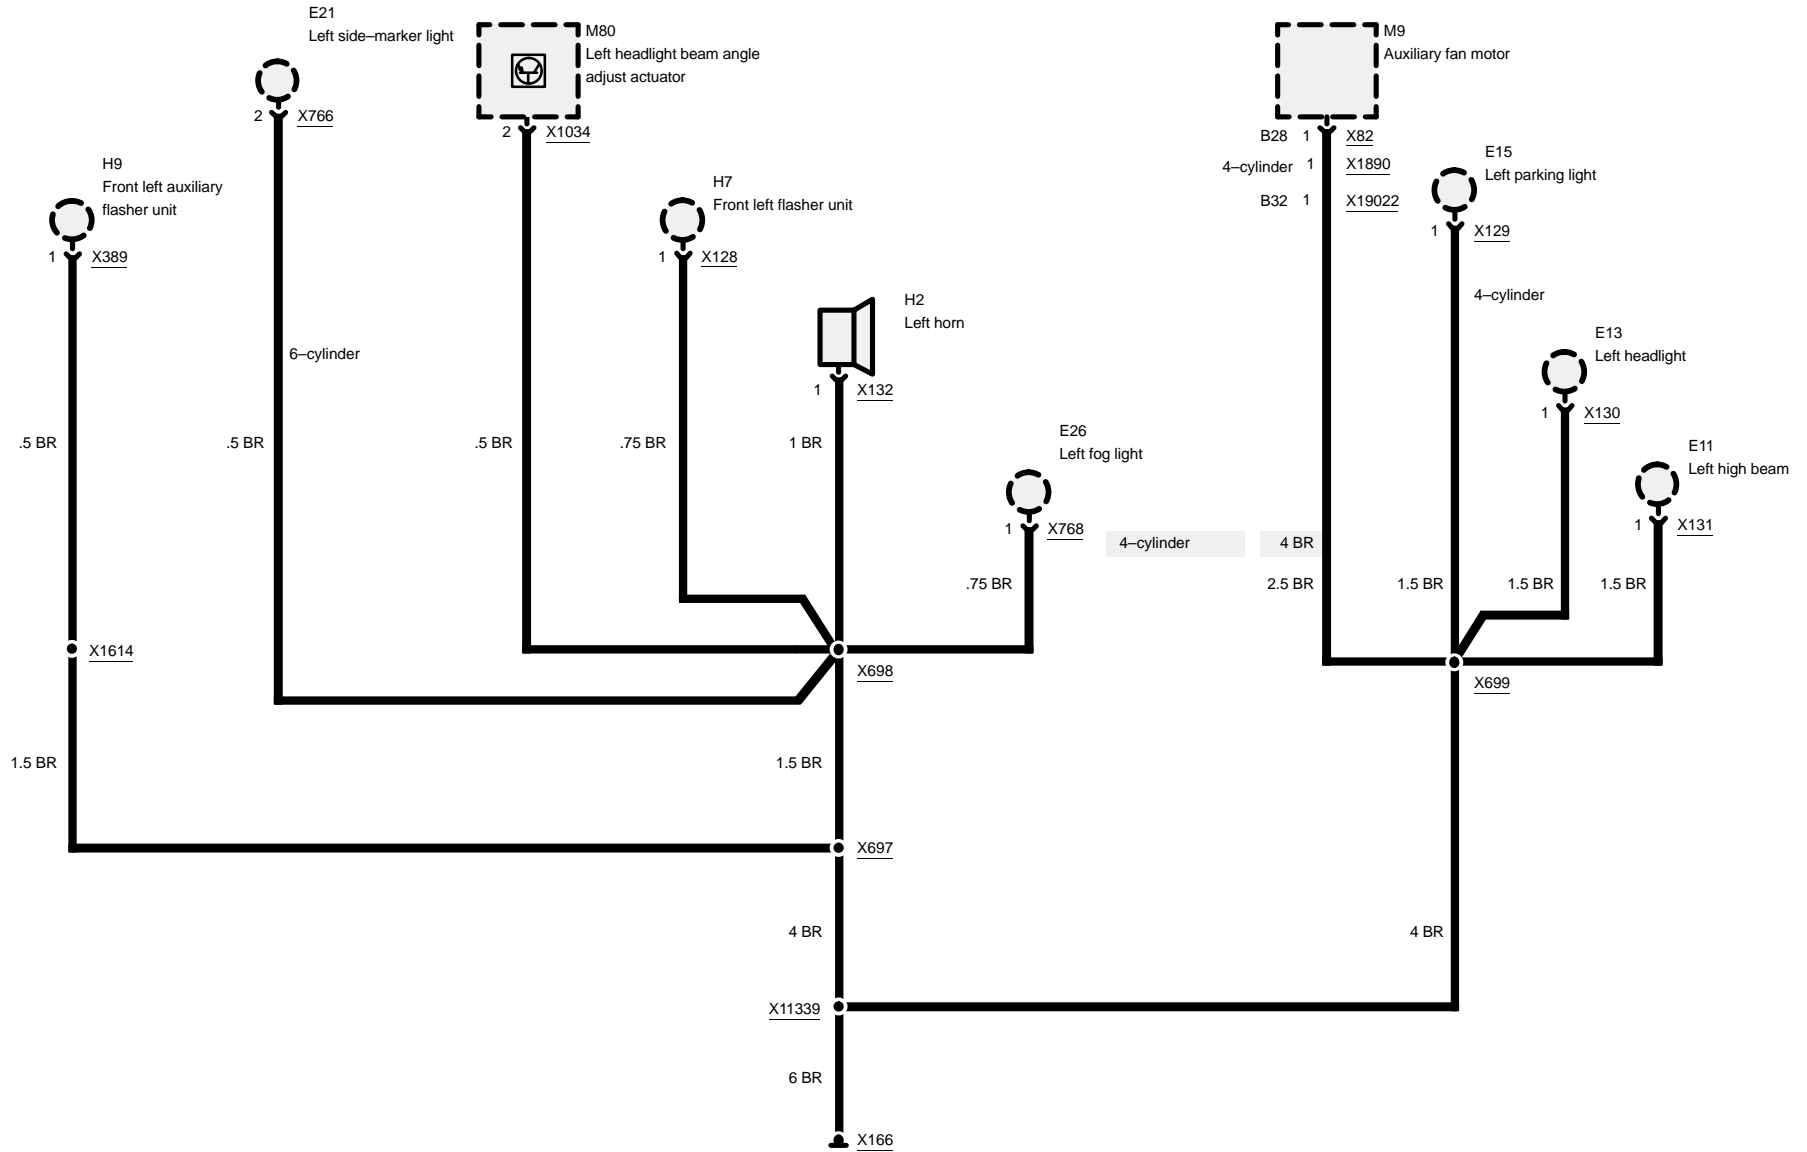 E21
Left side–marker light
2
X766
M80
Left headlight beam angle
adjust actuator
2
X1034
M9
Auxiliary fan motor
B28 1 X82
4–cylinder 1 X1890
B32 1 X19022
E15
Left parking light
1
X129
4–cylinder
H9
Front left auxiliary
flasher unit
1
X389
H7
Front left flasher unit
1
X128
H2
Left horn
1
X132
6–cylinder
E13
Left headlight
1
X130
E26
Left fog light
1
X768
E11
Left high beam
1
X131
.5 BR
.5 BR
.5 BR
.75 BR
1 BR
4–cylinder
4 BR
.75 BR
2.5 BR
1.5 BR
1.5 BR
1.5 BR
X1614
X698
X699
1.5 BR
1.5 BR
X697
4 BR
4 BR
X11339
6 BR
X166